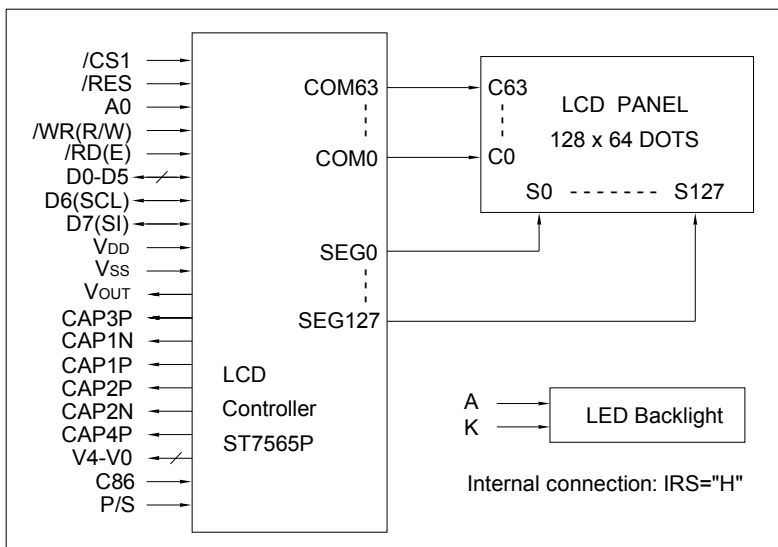 /CS1
/RES
A0
/WR(R/W)
/RD(E)
D0-D5
D6(SCL)
D7(SI)
VDD
VSS
VOUT
CAP3P
CAP1N
CAP1P
CAP2P
CAP2N
CAP4P
V4-V0
C86
P/S
COM63
COM0
SEG0
SEG127
LCD
Controller
ST7565P
C63
C0
LCD PANEL
128 x 64 DOTS
S0 S127
A
K
LED Backlight
Internal connection: IRS="H"